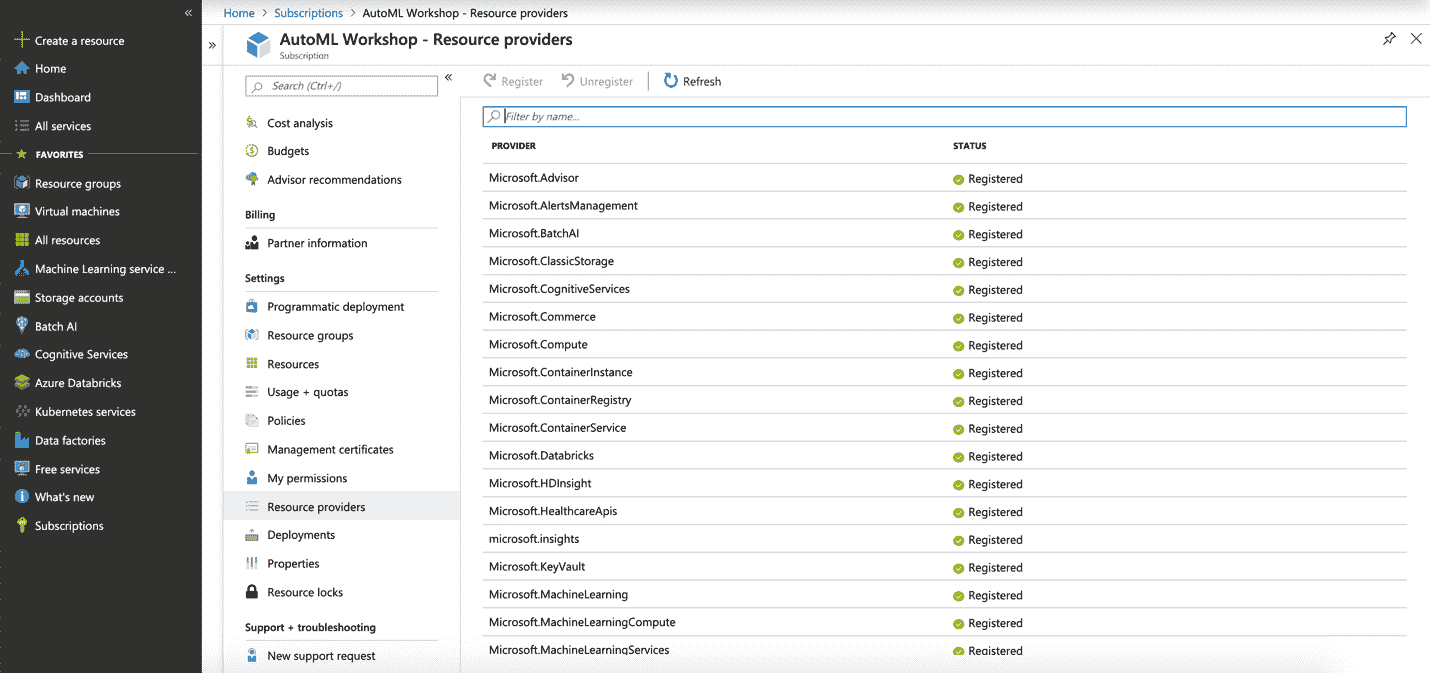 Home > Subscriptions > AutoML Workshop - Resource providers
AutoML Workshop - Resource providers
Subscription
Create a resource
Home
Dashboard
All services
FAVORITES
Resource groups
Virtual machines
All resources
Machine Learning service ...
Storage accounts
Batch AI
Cognitive Services
Azure Databricks
Kubernetes services
Data factories
Free services
What's new
Subscriptions
Search (Ctrl+/)
Cost analysis
Budgets
Advisor recommendations
Billing
Partner information
Settings
Programmatic deployment
Resource groups
Resources
Usage + quotas
Policies
Management certificates
My permissions
Resource providers
Deployments
Properties
Resource locks
Support + troubleshooting
New support request
Register Unregister Refresh
Filter by name...
PROVIDER STATUS
Microsoft.Advisor Registered
Microsoft.AlertsManagement Registered
Microsoft.BatchAI Registered
Microsoft.ClassicStorage Registered
Microsoft.CognitiveServices Registered
Microsoft.Commerce Registered
Microsoft.Compute Registered
Microsoft.ContainerInstance Registered
Microsoft.ContainerRegistry Registered
Microsoft.ContainerService Registered
Microsoft.Databricks Registered
Microsoft.HDInsight Registered
Microsoft.HealthcareApis Registered
microsoft.insights Registered
Microsoft.KeyVault Registered
Microsoft.MachineLearning Registered
Microsoft.MachineLearningCompute Registered
Microsoft.MachineLearningServices Registered